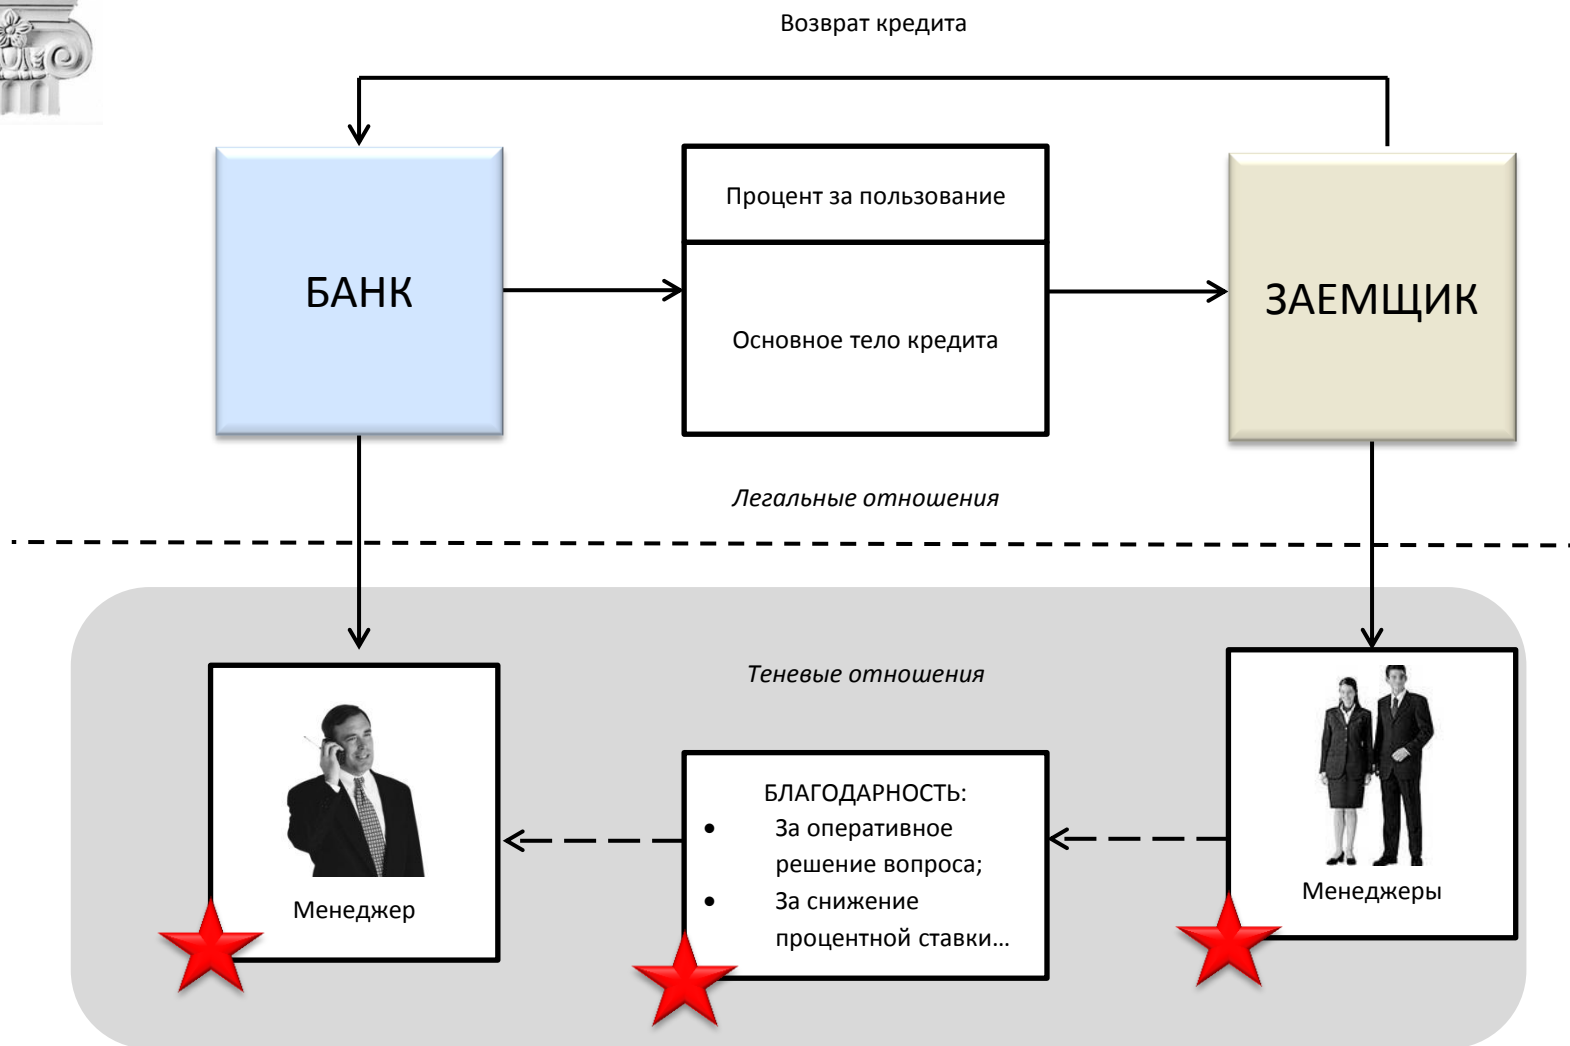 Возврат кредита
Процент за пользование
БАНК
ЗАЕМЩИК
Основное тело кредита
Легальные отношения
Теневые отношения
БЛАГОДАРНОСТЬ:
• За оперативное
решение вопроса;
• За снижение
процентной ставки...
Менеджер
Менеджеры